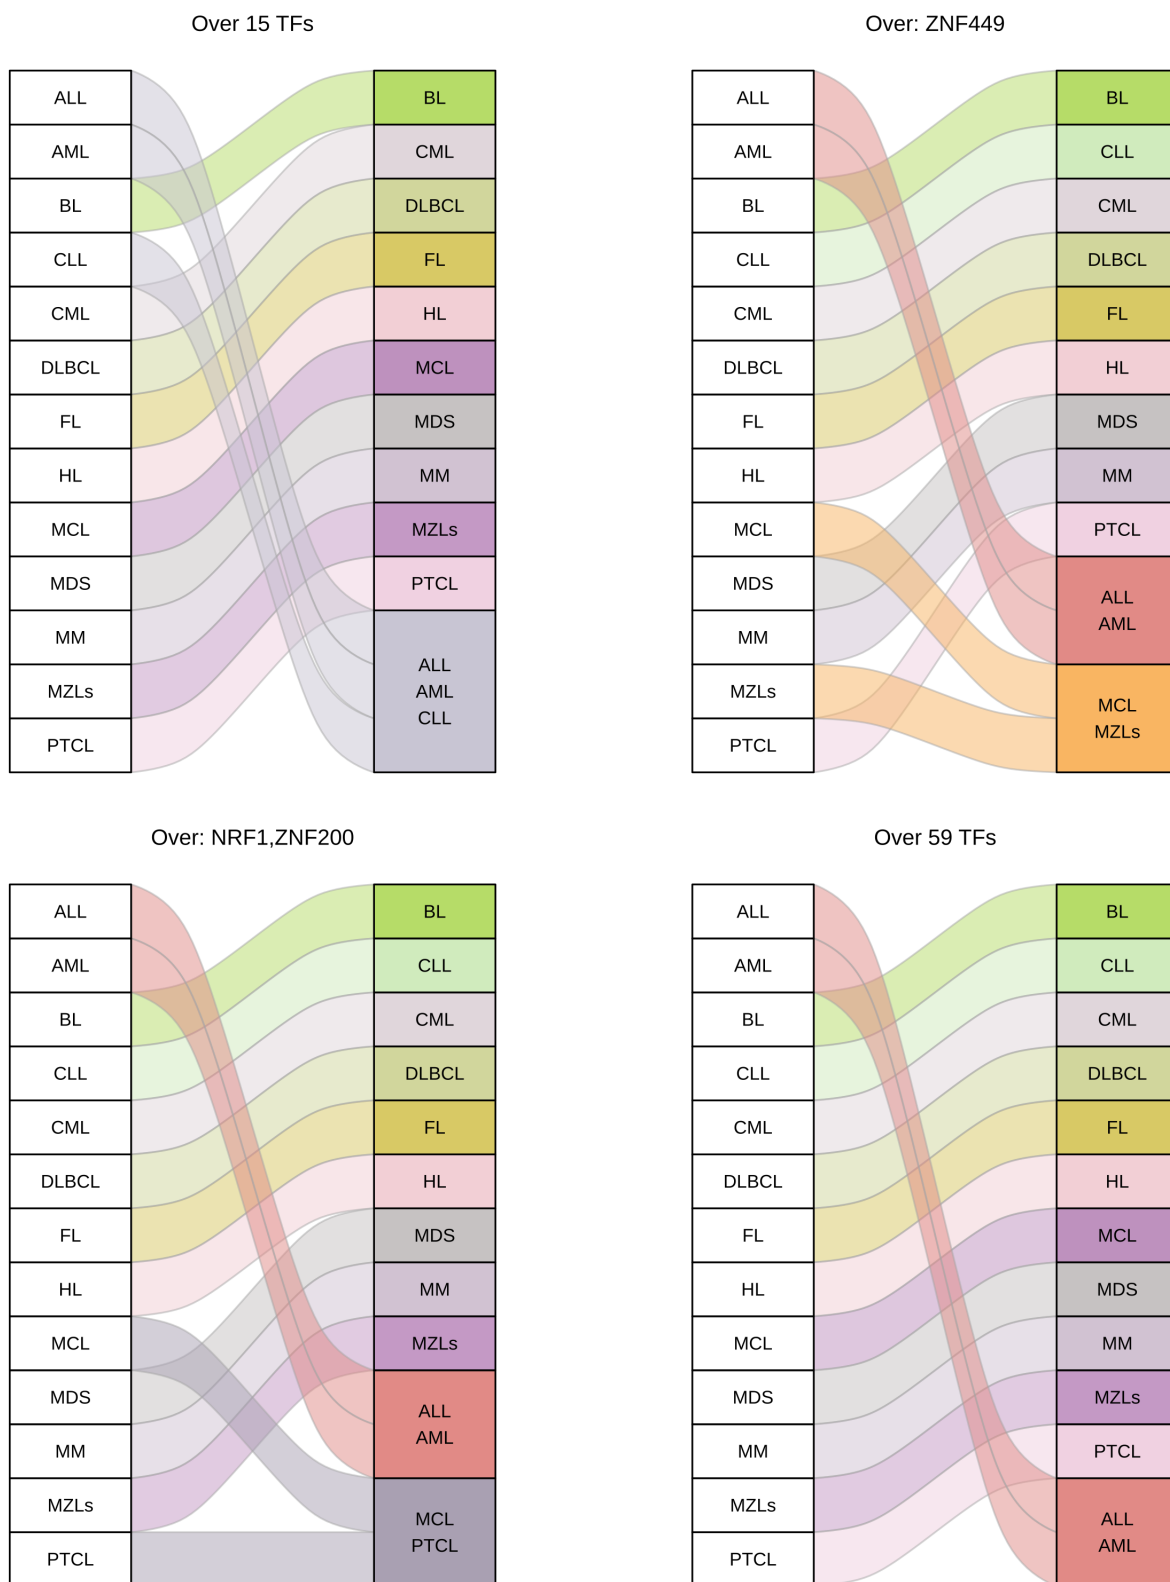 Over 15 TFs
ALL
AML
BL
CLL
CML
DLBCL
FL
HL
MCL
MDS
MM
MZLs
PTCL
BL
CML
DLBCL
FL
HL
MCL
MDS
MM
MZLs
PTCL
ALL
AML
CLL
Over: ZNF449
ALL
AML
BL
CLL
CML
DLBCL
FL
HL
MCL
MDS
MM
MZLs
PTCL
BL
CLL
CML
DLBCL
FL
HL
MDS
MM
PTCL
ALL
AML
MCL
MZLs
Over: NRF1,ZNF200
ALL
AML
BL
CLL
CML
DLBCL
FL
HL
MCL
MDS
MM
MZLs
PTCL
BL
CLL
CML
DLBCL
FL
HL
MDS
MM
MZLs
ALL
AML
MCL
PTCL
Over 59 TFs
ALL
AML
BL
CLL
CML
DLBCL
FL
HL
MCL
MDS
MM
MZLs
PTCL
BL
CLL
CML
DLBCL
FL
HL
MCL
MDS
MM
MZLs
PTCL
ALL
AML